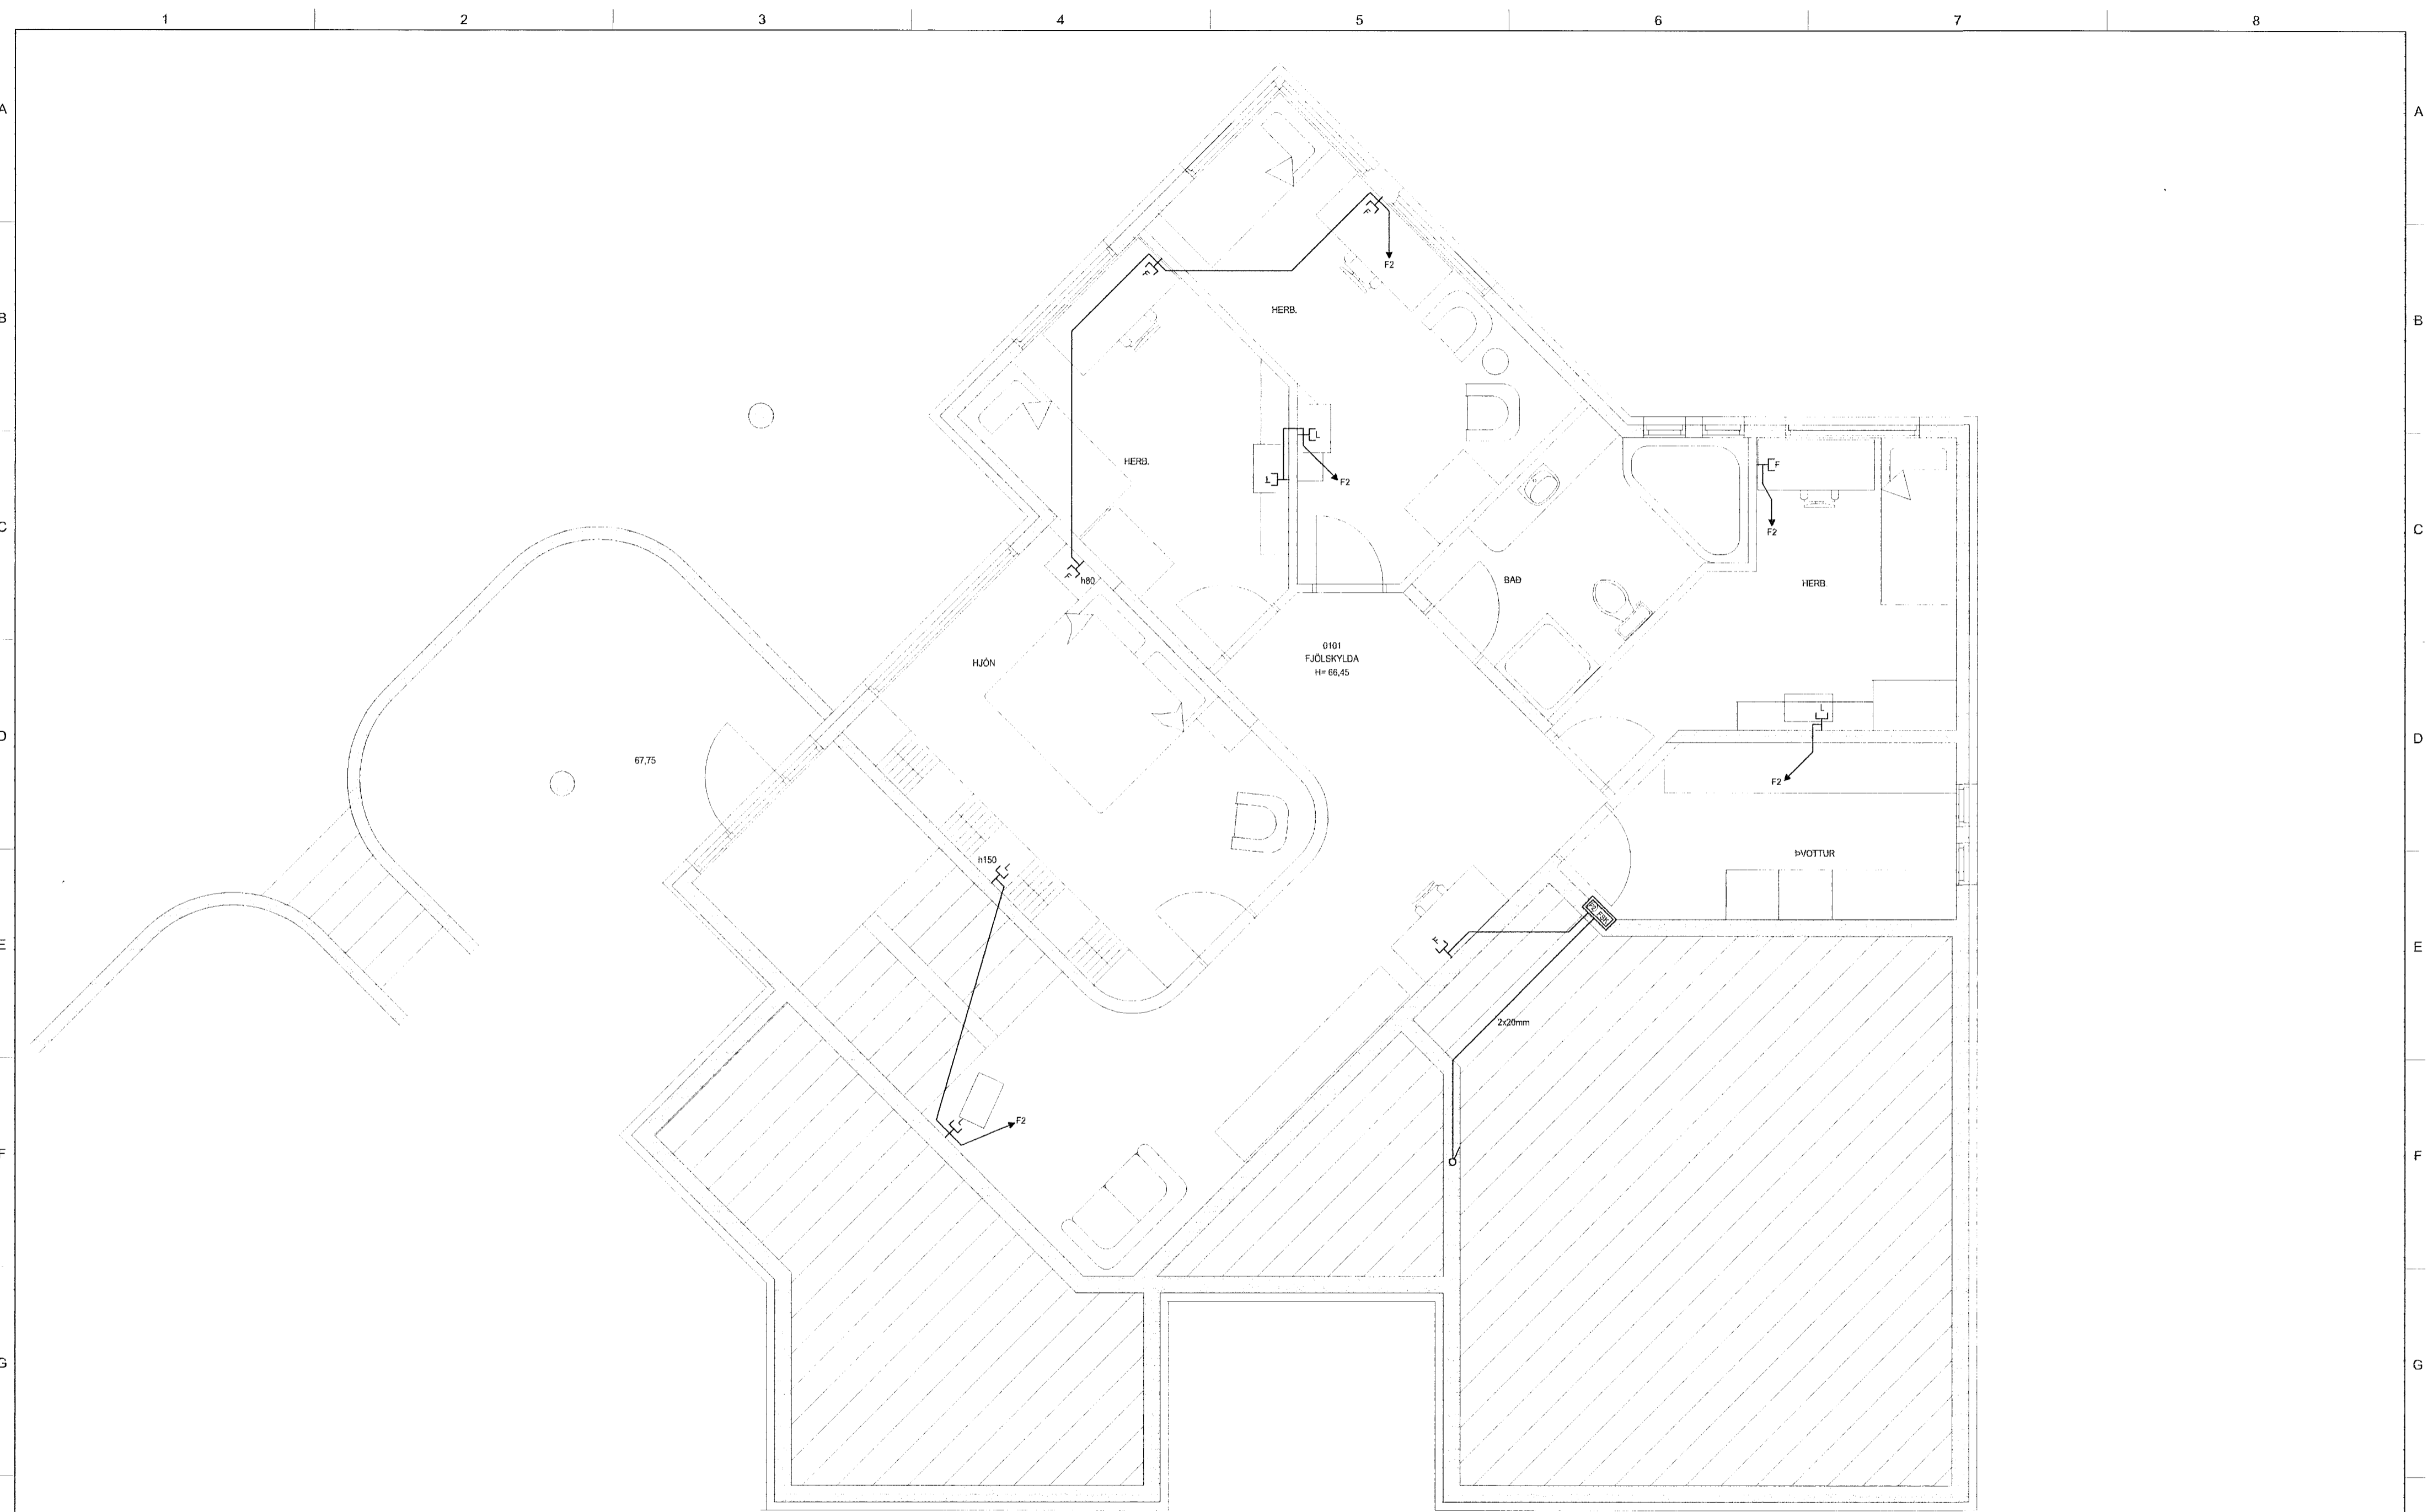 1 2 3 4 5 6 7 8
A A
F
F
F2
HERB.
B B
L
HERB.
L
F2
F
C C
F2
F
h80
BAÐ
HERB.
0101
FJÖLSKYLDA
H= 66,45
HJÓN
L
D D
67,75
F2
ÞVOTTUR
h150
L
F2, FSK
F
E E
2x20mm
F2
L
F F
G G